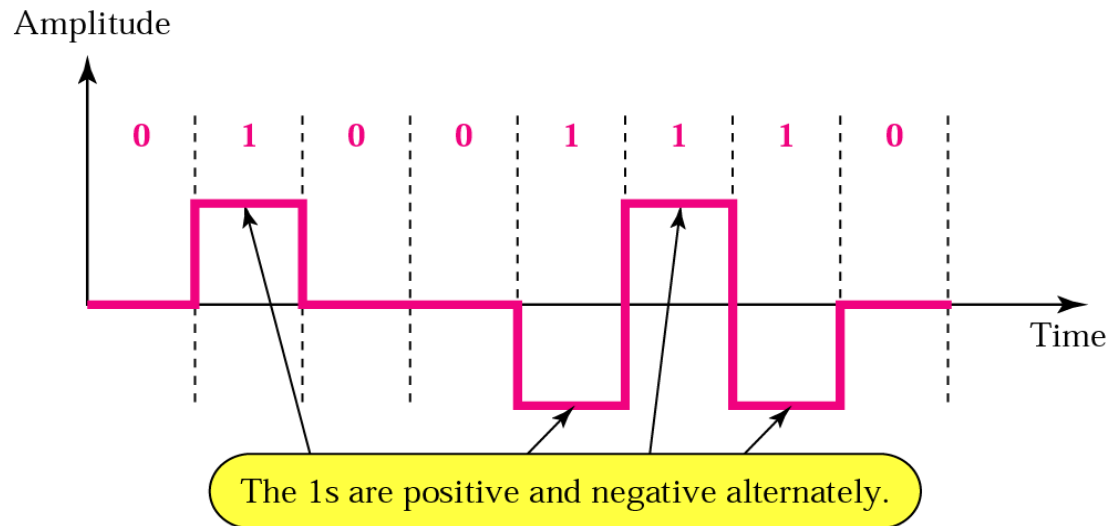 Amplitude
0 1 0 0 1 1 1 0
Time
The 1s are positive and negative alternately.